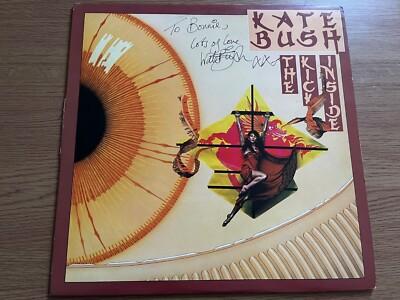 KATE
BUSH
THE
KICK
INSIDE
To Bonnie,
Lots of Love
Kate Bush xxx